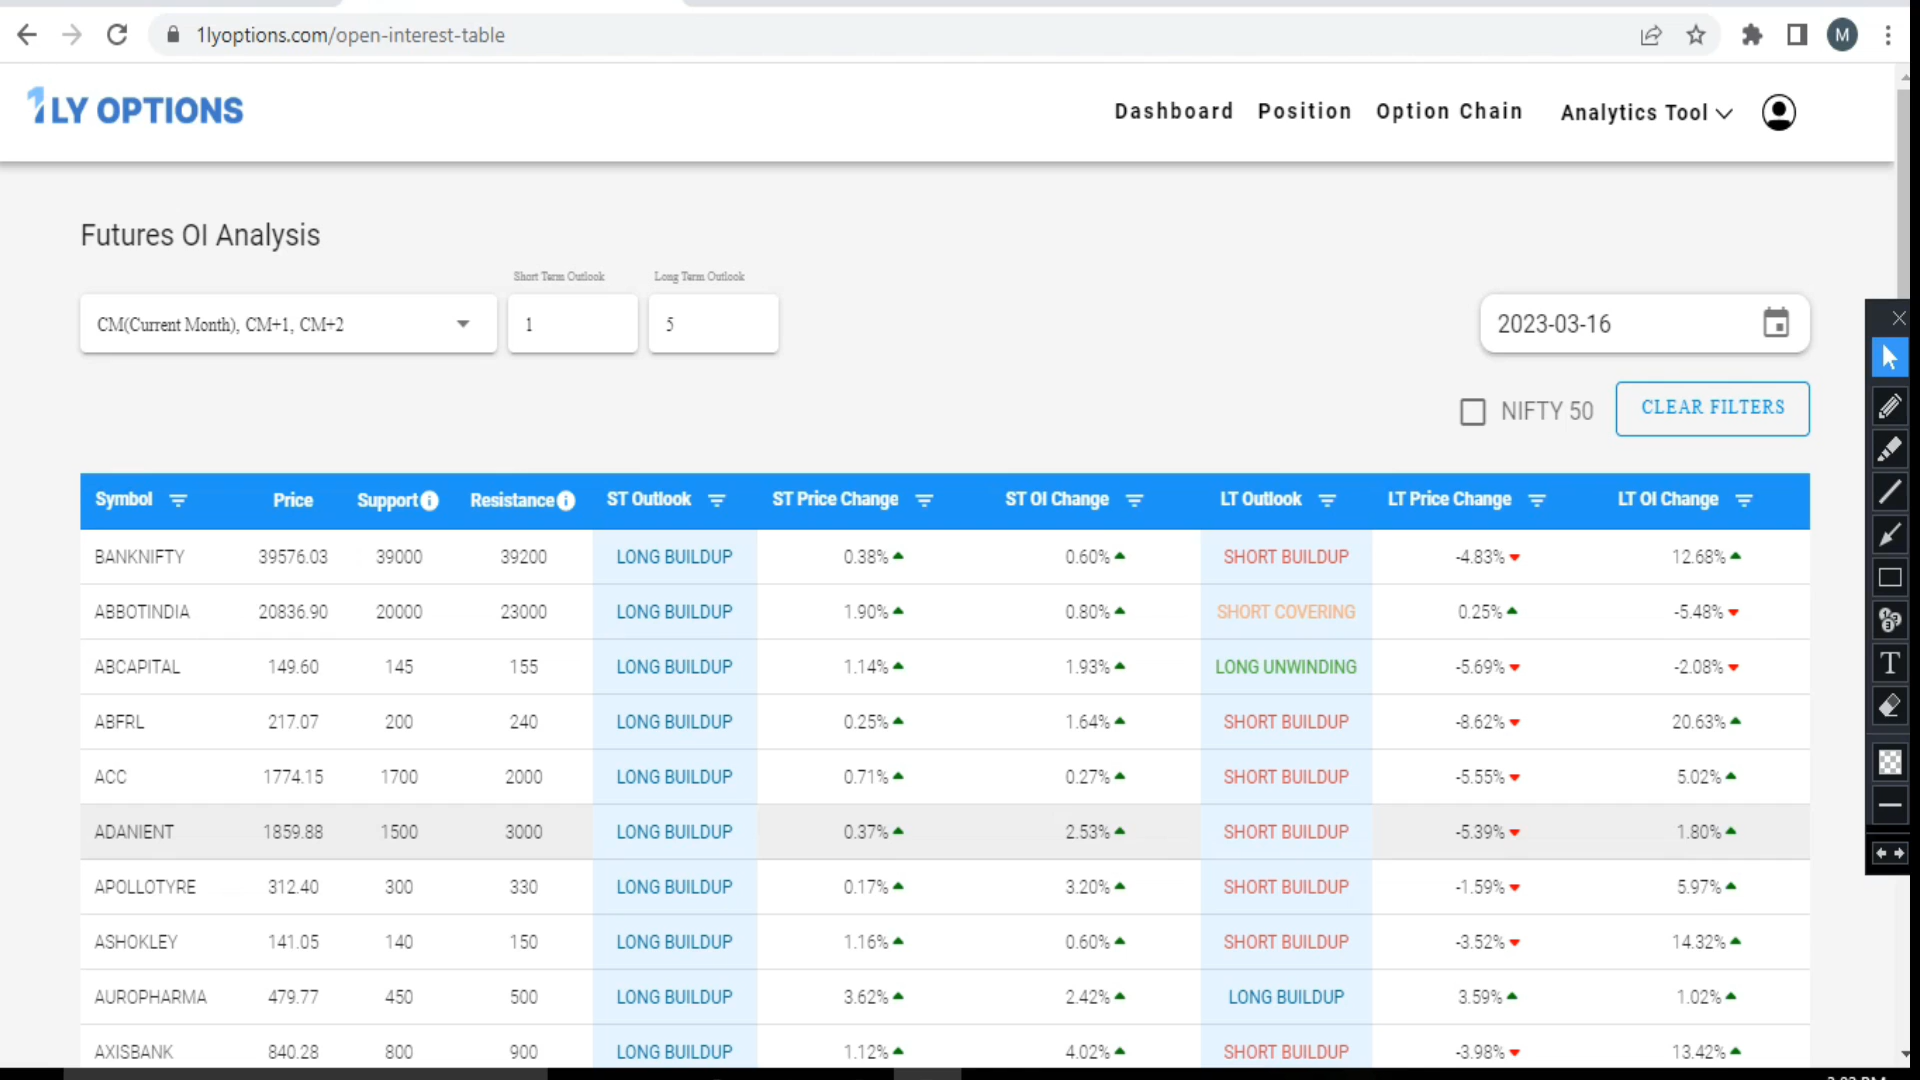 1lyoptions.com/open-interest-table
M
1LY OPTIONS
Dashboard Position Option Chain Analytics Tool
Futures OI Analysis
Short Term Outlook Long Term Outlook
CM(Current Month), CM+1, CM+2 1 5 2023-03-16
NIFTY 50 CLEAR FILTERS
Symbol Price Support Resistance ST Outlook ST Price Change ST OI Change LT Outlook LT Price Change LT OI Change
BANKNIFTY 39576.03 39000 39200 LONG BUILDUP 0.38% 0.60% SHORT BUILDUP -4.83% 12.68%
ABBOTINDIA 20836.90 20000 23000 LONG BUILDUP 1.90% 0.80% SHORT COVERING 0.25% -5.48%
ABCAPITAL 149.60 145 155 LONG BUILDUP 1.14% 1.93% LONG UNWINDING -5.69% -2.08%
ABFRL 217.07 200 240 LONG BUILDUP 0.25% 1.64% SHORT BUILDUP -8.62% 20.63%
ACC 1774.15 1700 2000 LONG BUILDUP 0.71% 0.27% SHORT BUILDUP -5.55% 5.02%
ADANIENT 1859.88 1500 3000 LONG BUILDUP 0.37% 2.53% SHORT BUILDUP -5.39% 1.80%
APOLLOTYRE 312.40 300 330 LONG BUILDUP 0.17% 3.20% SHORT BUILDUP -1.59% 5.97%
ASHOKLEY 141.05 140 150 LONG BUILDUP 1.16% 0.60% SHORT BUILDUP -3.52% 14.32%
AUROPHARMA 479.77 450 500 LONG BUILDUP 3.62% 2.42% LONG BUILDUP 3.59% 1.02%
AXISBANK 840.28 800 900 LONG BUILDUP 1.12% 4.02% SHORT BUILDUP -3.98% 13.42%